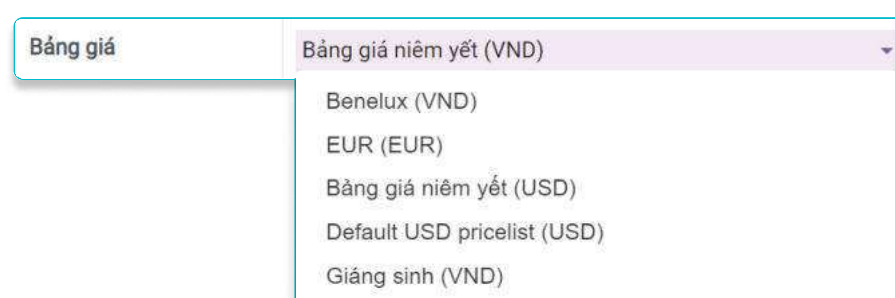 Bảng giá
Bảng giá niêm yết (VND)
Benelux (VND)
EUR (EUR)
Bảng giá niêm yết (USD)
Default USD pricelist (USD)
Giáng sinh (VND)